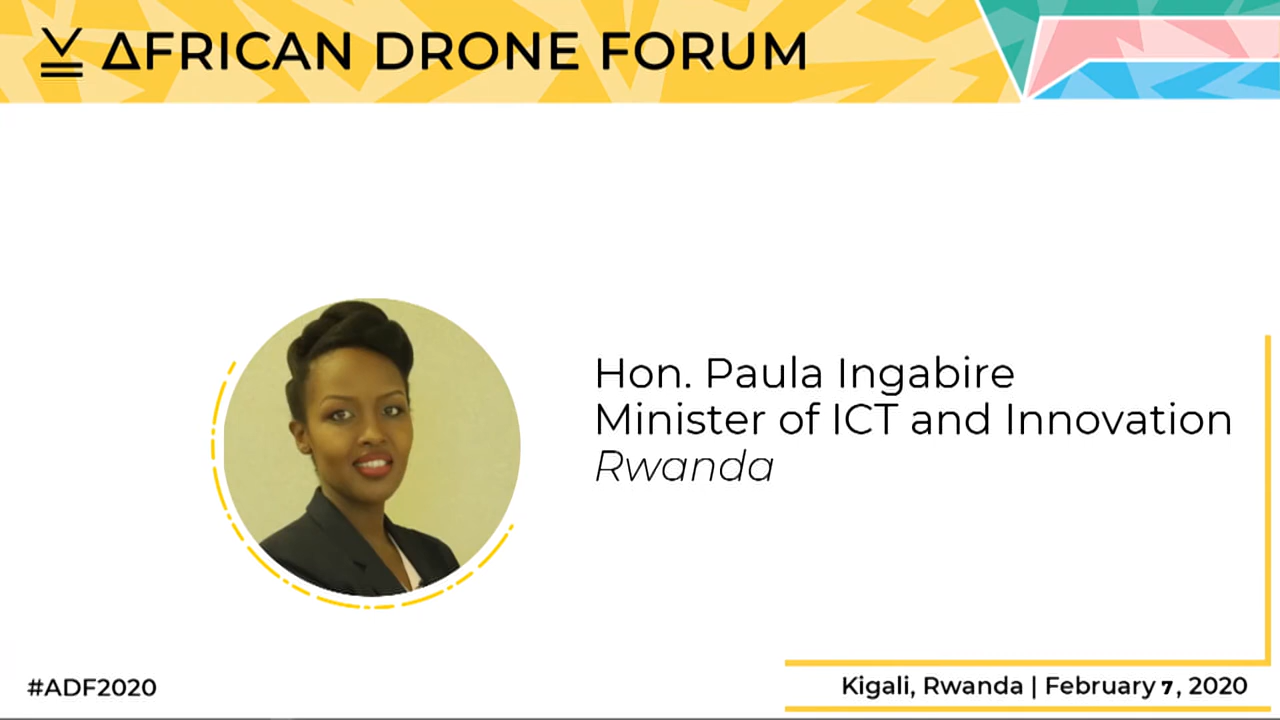 AFRICAN DRONE FORUM
Hon. Paula Ingabire
Minister of ICT and Innovation
Rwanda
#ADF2020
Kigali, Rwanda | February 7, 2020